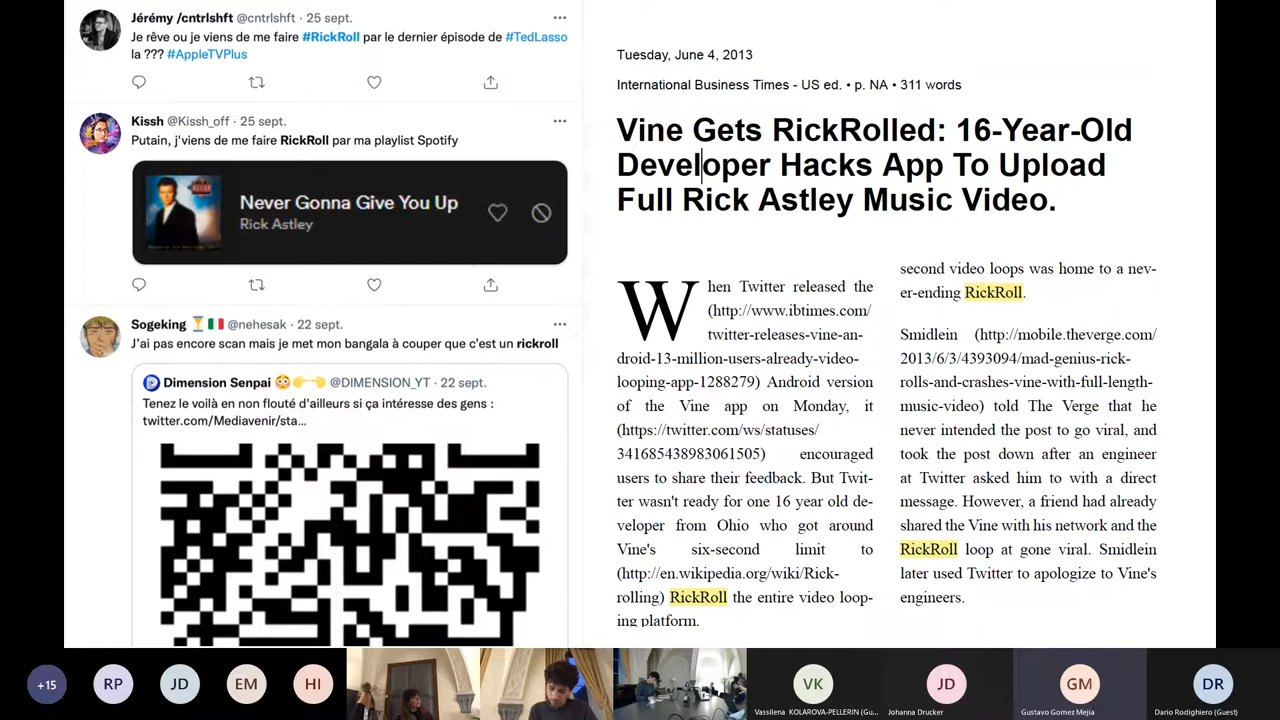 Jérémy /cntrlshft @cntrlshft · 25 sept.
Je rêve ou je viens de me faire #RickRoll par le dernier épisode de #TedLasso
la ??? #AppleTVPlus
Kissh @Kissh_off · 25 sept.
Putain, j'viens de me faire RickRoll par ma playlist Spotify
Never Gonna Give You Up
Rick Astley
Sogeking ⏳🇮🇹 @nehesak · 22 sept.
J'ai pas encore scan mais je met mon bangala à couper que c'est un rickroll
Dimension Senpai 😳👉👈 @DIMENSION_YT · 22 sept.
Tenez le voilà en non flouté d'ailleurs si ça intéresse des gens :
twitter.com/Mediavenir/sta...
Tuesday, June 4, 2013
International Business Times - US ed. • p. NA • 311 words
Vine Gets RickRolled: 16-Year-Old
Developer Hacks App To Upload
Full Rick Astley Music Video.
When Twitter released the
(http://www.ibtimes.com/
twitter-releases-vine-an-
droid-13-million-users-already-video-
looping-app-1288279) Android version
of the Vine app on Monday, it
(https://twitter.com/ws/statuses/
341685438983061505) encouraged
users to share their feedback. But Twit-
ter wasn't ready for one 16 year old de-
veloper from Ohio who got around
Vine's six-second limit to
(http://en.wikipedia.org/wiki/Rick-
rolling) RickRoll the entire video loop-
ing platform.
second video loops was home to a nev-
er-ending RickRoll.
Smidlein (http://mobile.theverge.com/
2013/6/3/4393094/mad-genius-rick-
rolls-and-crashes-vine-with-full-length-
music-video) told The Verge that he
never intended the post to go viral, and
took the post down after an engineer
at Twitter asked him to with a direct
message. However, a friend had already
shared the Vine with his network and the
RickRoll loop at gone viral. Smidlein
later used Twitter to apologize to Vine's
engineers.
+15
RP
JD
EM
HI
VK
JD
GM
DR
Vassilena KOLAROVA-PELLERIN (Gu...
Johanna Drucker
Gustavo Gomez Mejia
Dario Rodighiero (Guest)